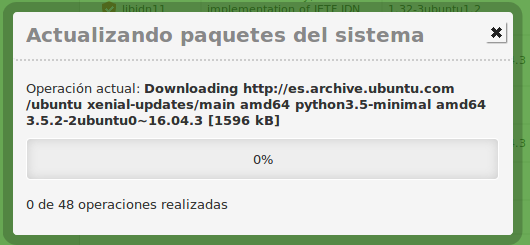 libidn11 implementation of IETF IDN 1.32-3ubuntu1.2
Actualizando paquetes del sistema
Operación actual: Downloading http://es.archive.ubuntu.com
/ubuntu xenial-updates/main amd64 python3.5-minimal amd64
3.5.2-2ubuntu0~16.04.3 [1596 kB]
0%
0 de 48 operaciones realizadas